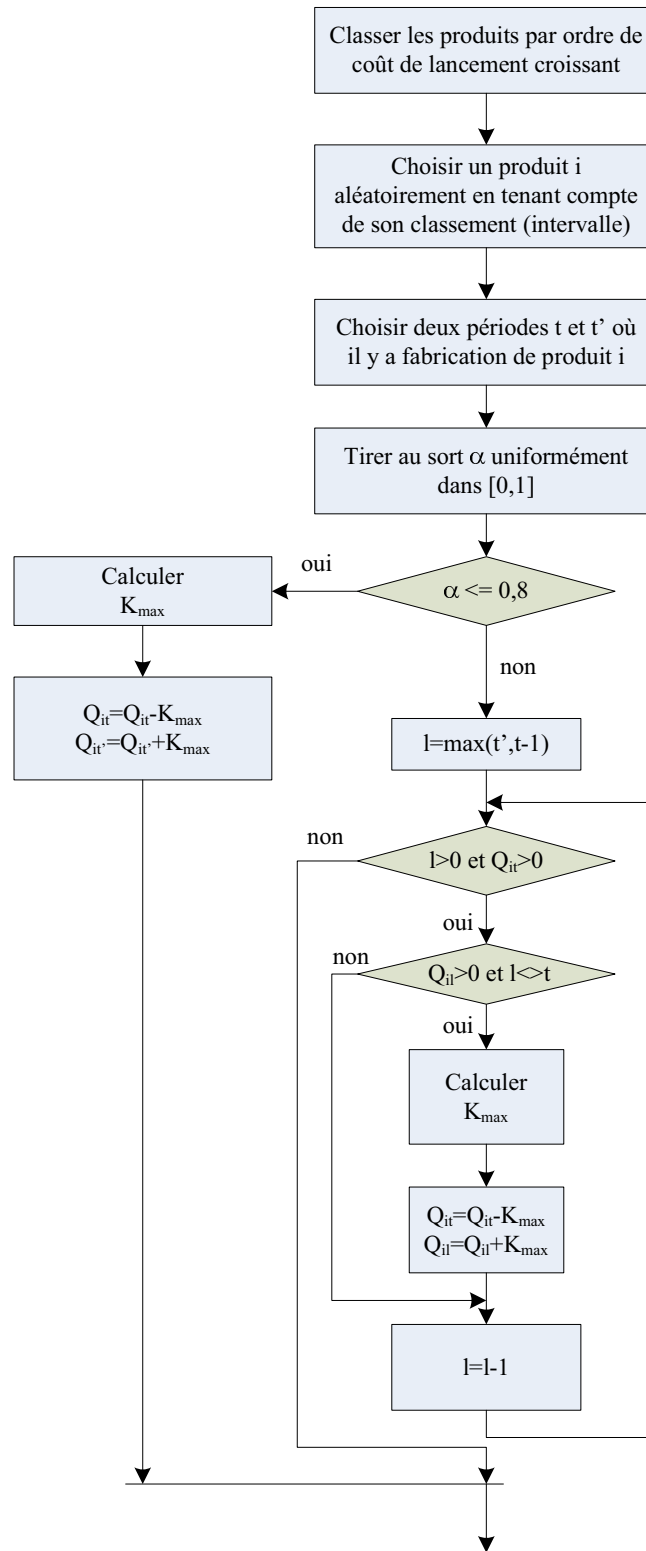 Classer les produits par ordre de
coût de lancement croissant
Choisir un produit i
aléatoirement en tenant compte
de son classement (intervalle)
Choisir deux périodes t et t’ où
il y a fabrication de produit i
Tirer au sort α uniformément
dans [0,1]
oui
α <= 0,8
Calculer
Kmax
non
Qit=Qit-Kmax
Qit’=Qit’+Kmax
l=max(t’,t-1)
non
l>0 et Qit>0
oui
non
Qil>0 et l<>t
oui
Calculer
Kmax
Qit=Qit-Kmax
Qil=Qil+Kmax
l=l-1